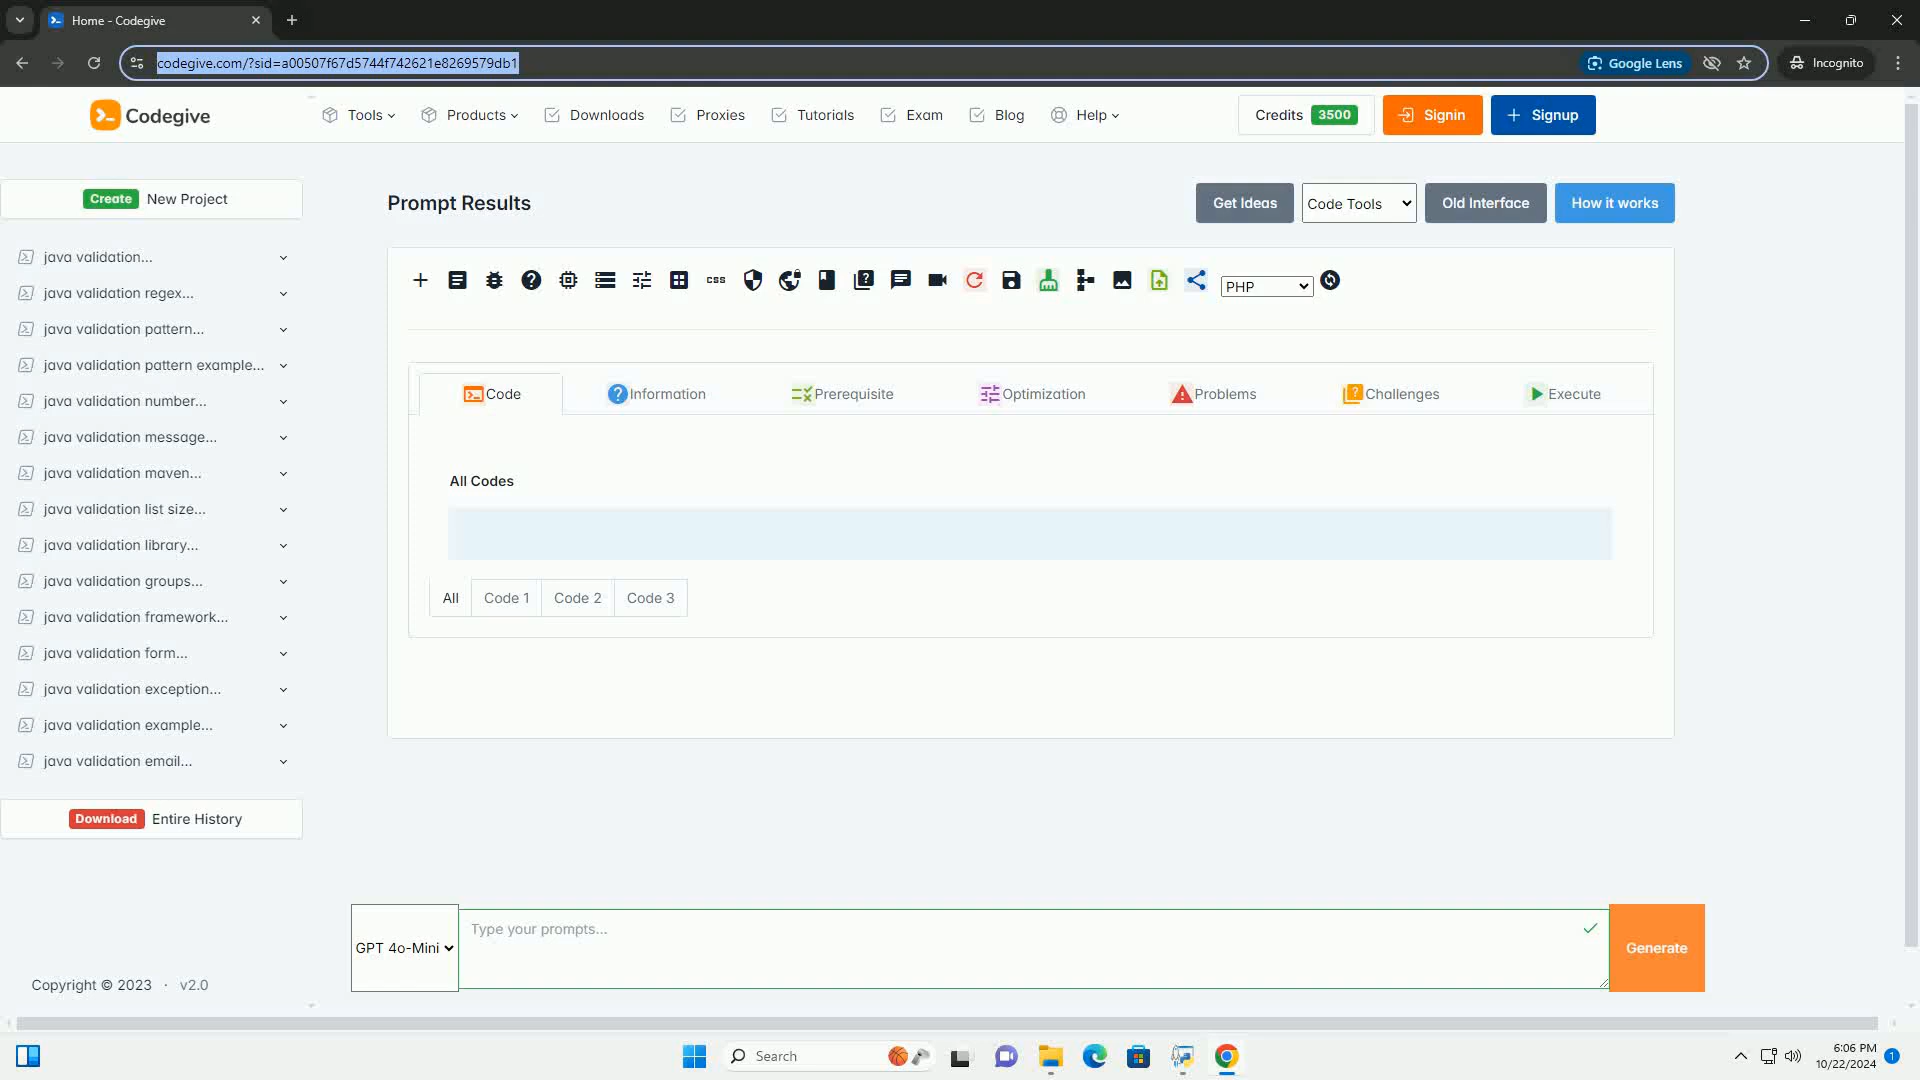 Home - Codegive
codegive.com/?sid=a00507f67d5744f742621e8269579db1
Google Lens
Incognito
Codegive
Tools
Products
Downloads
Proxies
Tutorials
Exam
Blog
Help
Credits 3500
Signin
Signup
Create New Project
java validation...
java validation regex...
java validation pattern...
java validation pattern example...
java validation number...
java validation message...
java validation maven...
java validation list size...
java validation library...
java validation groups...
java validation framework...
java validation form...
java validation exception...
java validation example...
java validation email...
Download Entire History
Copyright © 2023 · v2.0
Prompt Results
Get Ideas
Code Tools
Old Interface
How it works
css
PHP
Code
Information
Prerequisite
Optimization
Problems
Challenges
Execute
All Codes
All
Code 1
Code 2
Code 3
GPT 4o-Mini
Type your prompts...
Generate
Search
6:06 PM
10/22/2024
1